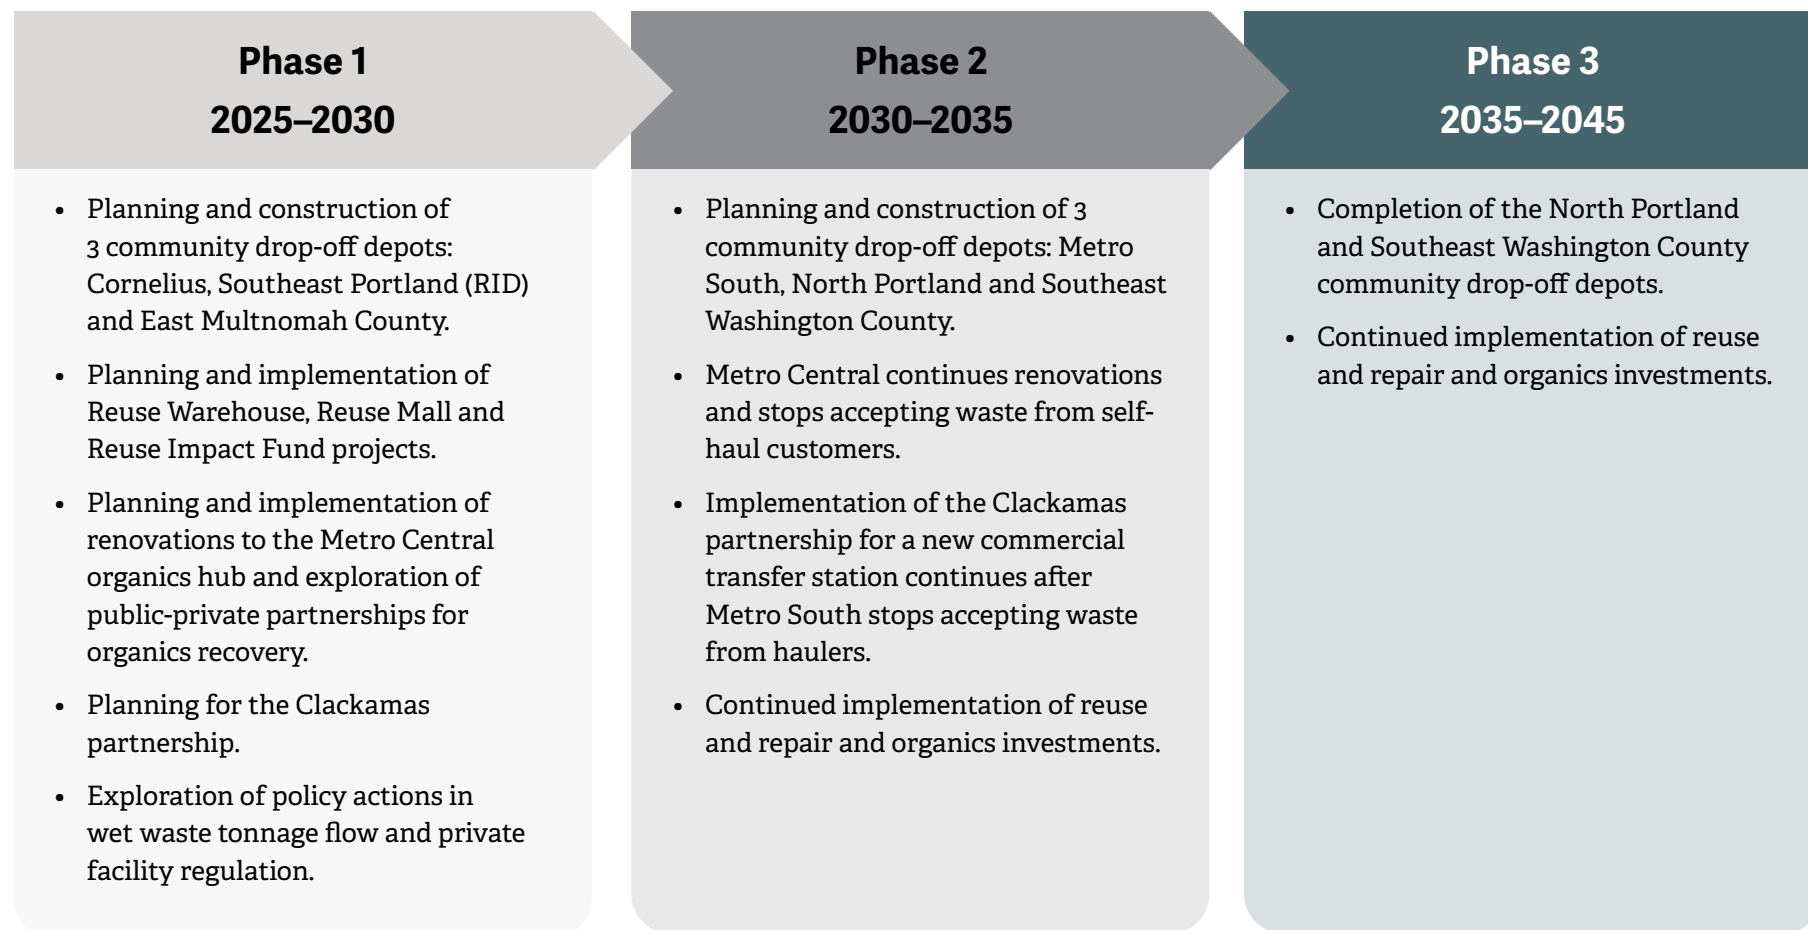 Phase 1
2025–2030
• Planning and construction of
3 community drop-off depots:
Cornelius, Southeast Portland (RID)
and East Multnomah County.
• Planning and implementation of
Reuse Warehouse, Reuse Mall and
Reuse Impact Fund projects.
• Planning and implementation of
renovations to the Metro Central
organics hub and exploration of
public-private partnerships for
organics recovery.
• Planning for the Clackamas
partnership.
• Exploration of policy actions in
wet waste tonnage flow and private
facility regulation.
Phase 2
2030–2035
• Planning and construction of 3
community drop-off depots: Metro
South, North Portland and Southeast
Washington County.
• Metro Central continues renovations
and stops accepting waste from self-
haul customers.
• Implementation of the Clackamas
partnership for a new commercial
transfer station continues after
Metro South stops accepting waste
from haulers.
• Continued implementation of reuse
and repair and organics investments.
Phase 3
2035–2045
• Completion of the North Portland
and Southeast Washington County
community drop-off depots.
• Continued implementation of reuse
and repair and organics investments.